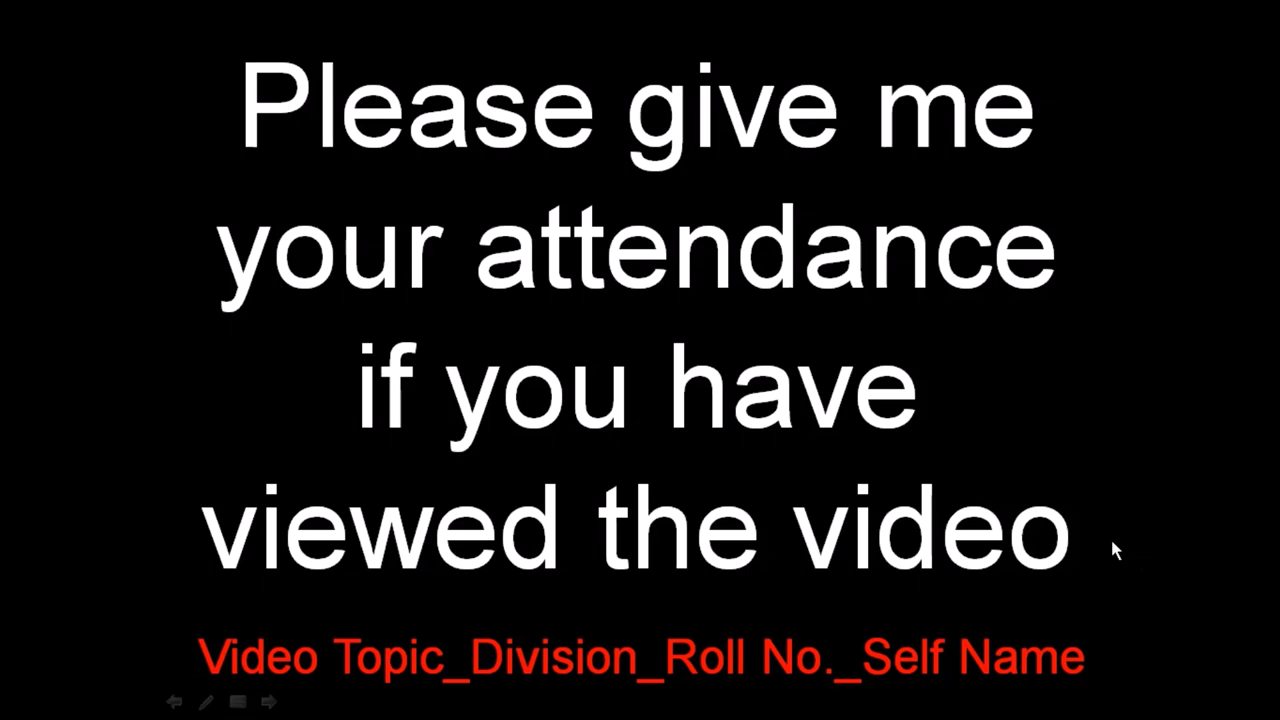 Please give me
your attendance
if you have
viewed the video
Video Topic_Division_Roll No._Self Name